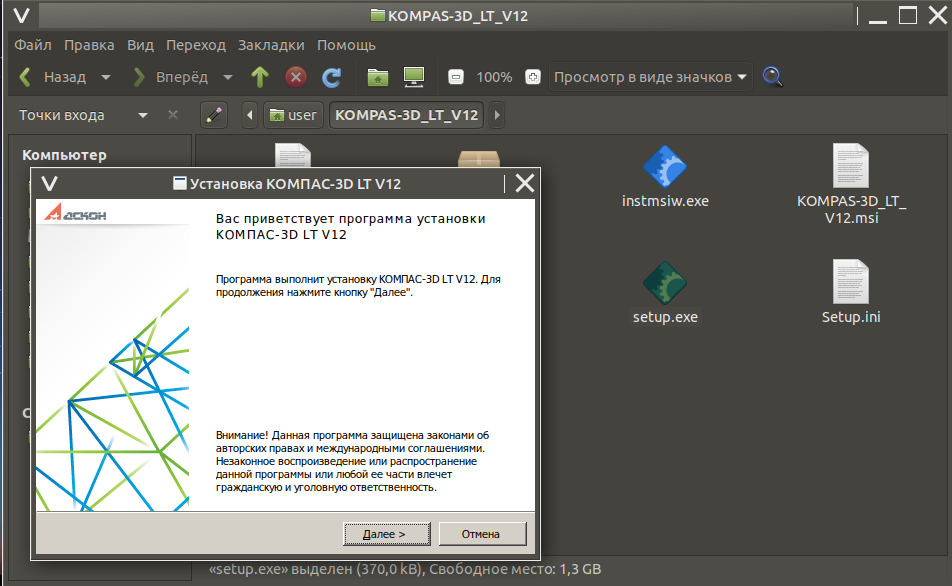 KOMPAS-3D_LT_V12
Файл Правка Вид Переход Закладки Помощь
Назад Вперёд 100% Просмотр в виде значков
Точки входа user KOMPAS-3D_LT_V12
Компьютер
instmsiw.exe
KOMPAS-3D_LT_
V12.msi
setup.exe
Setup.ini
Установка КОМПАС-3D LT V12
АСКОН
Вас приветствует программа установки
КОМПАС-3D LT V12
Программа выполнит установку КОМПАС-3D LT V12. Для
продолжения нажмите кнопку "Далее".
Внимание! Данная программа защищена законами об
авторских правах и международными соглашениями.
Незаконное воспроизведение или распространение
данной программы или любой ее части влечет
гражданскую и уголовную ответственность.
Далее > Отмена
«setup.exe» выделен (370,0 kB), Свободное место: 1,3 GB